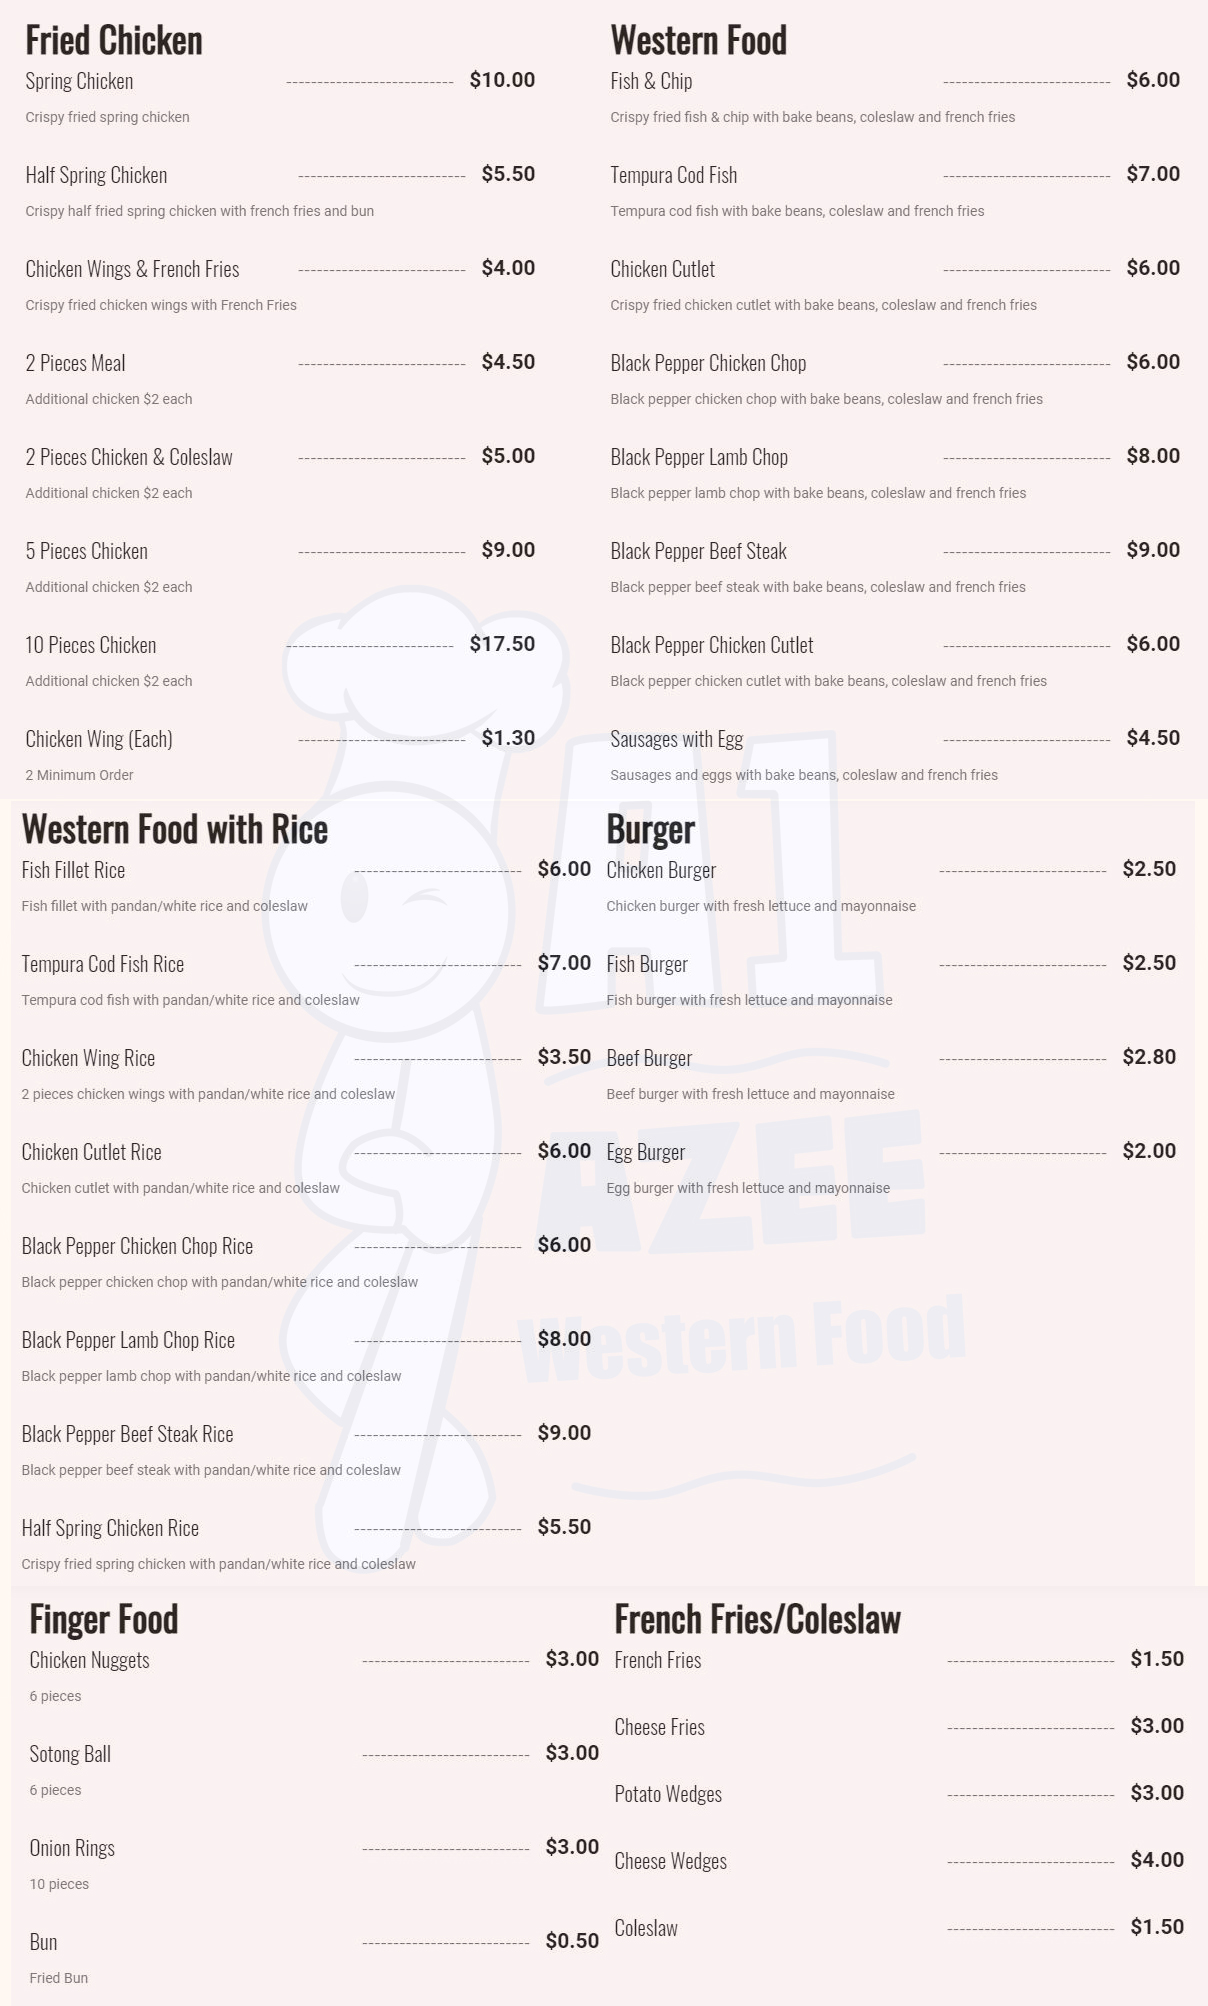 Fried Chicken
Spring Chicken --------------------------- $10.00
Crispy fried spring chicken
Half Spring Chicken --------------------------- $5.50
Crispy half fried spring chicken with french fries and bun
Chicken Wings & French Fries --------------------------- $4.00
Crispy fried chicken wings with French Fries
2 Pieces Meal --------------------------- $4.50
Additional chicken $2 each
2 Pieces Chicken & Coleslaw --------------------------- $5.00
Additional chicken $2 each
5 Pieces Chicken --------------------------- $9.00
Additional chicken $2 each
10 Pieces Chicken --------------------------- $17.50
Additional chicken $2 each
Chicken Wing (Each) --------------------------- $1.30
2 Minimum Order
Western Food
Fish & Chip --------------------------- $6.00
Crispy fried fish & chip with bake beans, coleslaw and french fries
Tempura Cod Fish --------------------------- $7.00
Tempura cod fish with bake beans, coleslaw and french fries
Chicken Cutlet --------------------------- $6.00
Crispy fried chicken cutlet with bake beans, coleslaw and french fries
Black Pepper Chicken Chop --------------------------- $6.00
Black pepper chicken chop with bake beans, coleslaw and french fries
Black Pepper Lamb Chop --------------------------- $8.00
Black pepper lamb chop with bake beans, coleslaw and french fries
Black Pepper Beef Steak --------------------------- $9.00
Black pepper beef steak with bake beans, coleslaw and french fries
Black Pepper Chicken Cutlet --------------------------- $6.00
Black pepper chicken cutlet with bake beans, coleslaw and french fries
Sausages with Egg --------------------------- $4.50
Sausages and eggs with bake beans, coleslaw and french fries
Western Food with Rice
Fish Fillet Rice --------------------------- $6.00
Fish fillet with pandan/white rice and coleslaw
Tempura Cod Fish Rice --------------------------- $7.00
Tempura cod fish with pandan/white rice and coleslaw
Chicken Wing Rice --------------------------- $3.50
2 pieces chicken wings with pandan/white rice and coleslaw
Chicken Cutlet Rice --------------------------- $6.00
Chicken cutlet with pandan/white rice and coleslaw
Black Pepper Chicken Chop Rice --------------------------- $6.00
Black pepper chicken chop with pandan/white rice and coleslaw
Black Pepper Lamb Chop Rice --------------------------- $8.00
Black pepper lamb chop with pandan/white rice and coleslaw
Black Pepper Beef Steak Rice --------------------------- $9.00
Black pepper beef steak with pandan/white rice and coleslaw
Half Spring Chicken Rice --------------------------- $5.50
Crispy fried spring chicken with pandan/white rice and coleslaw
Burger
Chicken Burger --------------------------- $2.50
Chicken burger with fresh lettuce and mayonnaise
Fish Burger --------------------------- $2.50
Fish burger with fresh lettuce and mayonnaise
Beef Burger --------------------------- $2.80
Beef burger with fresh lettuce and mayonnaise
Egg Burger --------------------------- $2.00
Egg burger with fresh lettuce and mayonnaise
A1
AZEE
Western Food
Finger Food
Chicken Nuggets --------------------------- $3.00
6 pieces
Sotong Ball --------------------------- $3.00
6 pieces
Onion Rings --------------------------- $3.00
10 pieces
Bun --------------------------- $0.50
Fried Bun
French Fries/Coleslaw
French Fries --------------------------- $1.50
Cheese Fries --------------------------- $3.00
Potato Wedges --------------------------- $3.00
Cheese Wedges --------------------------- $4.00
Coleslaw --------------------------- $1.50